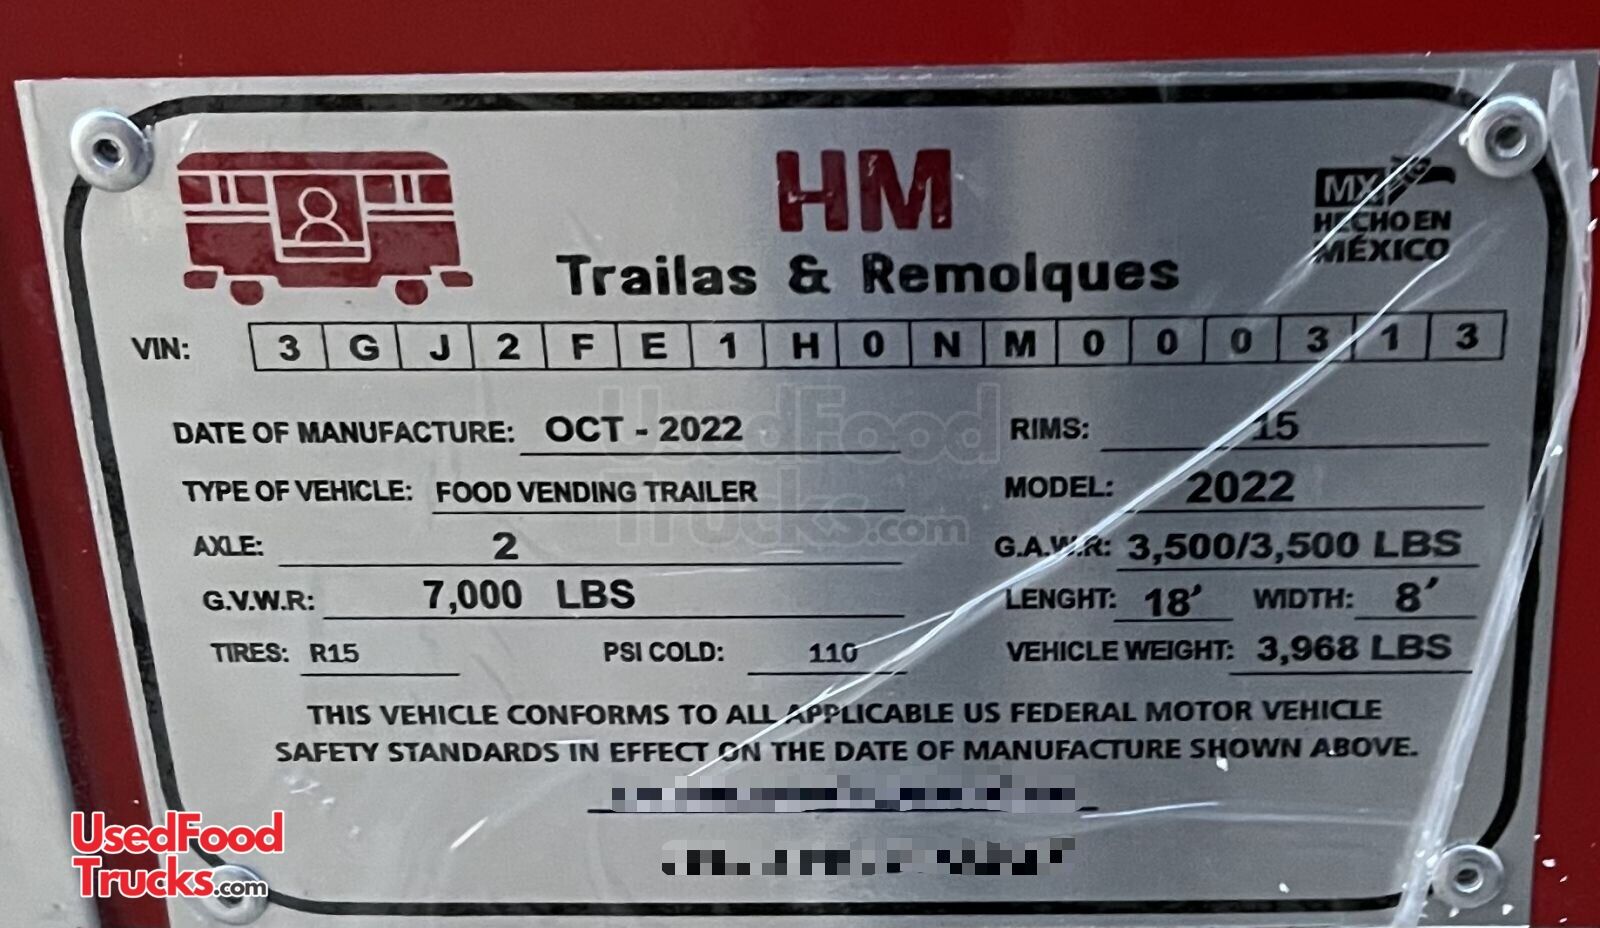 HM
MX
HECHO EN
MÉXICO
Trailas & Remolques
VIN: 3 G J 2 F E 1 H 0 N M 0 0 0 3 1 3
DATE OF MANUFACTURE: OCT - 2022 RIMS: 15
TYPE OF VEHICLE: FOOD VENDING TRAILER MODEL: 2022
AXLE: 2 G.A.W.R: 3,500/3,500 LBS
G.V.W.R: 7,000 LBS LENGHT: 18' WIDTH: 8'
TIRES: R15 PSI COLD: 110 VEHICLE WEIGHT: 3,968 LBS
THIS VEHICLE CONFORMS TO ALL APPLICABLE US FEDERAL MOTOR VEHICLE
SAFETY STANDARDS IN EFFECT ON THE DATE OF MANUFACTURE SHOWN ABOVE.
UsedFood
Trucks.com
UsedFood
Trucks.com